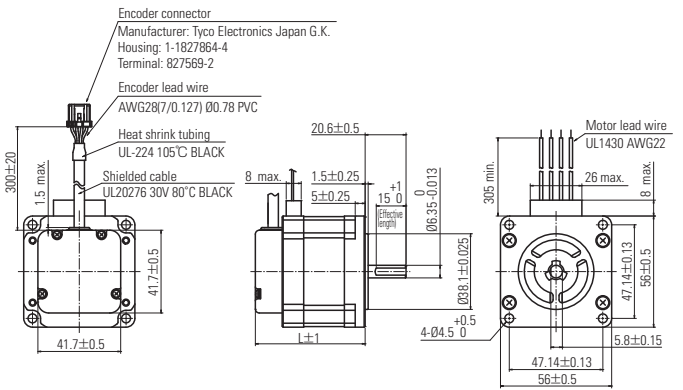 Encoder connector
Manufacturer: Tyco Electronics Japan G.K.
Housing: 1-1827864-4
Terminal: 827569-2
Encoder lead wire
AWG28(7/0.127) Ø0.78 PVC
Heat shrink tubing
UL-224 105℃ BLACK
Shielded cable
UL20276 30V 80℃ BLACK
300±20
1.5 max.
41.7±0.5
41.7±0.5
20.6±0.5
8 max.
1.5±0.25
5±0.25
+1
15 0
(Effective
length)
0
Ø6.35-0.013
Ø38.1±0.025
L±1
Motor lead wire
UL1430 AWG22
305 min.
26 max.
8 max.
47.14±0.13
56±0.5
+0.5
4-Ø4.5 0
5.8±0.15
47.14±0.13
56±0.5